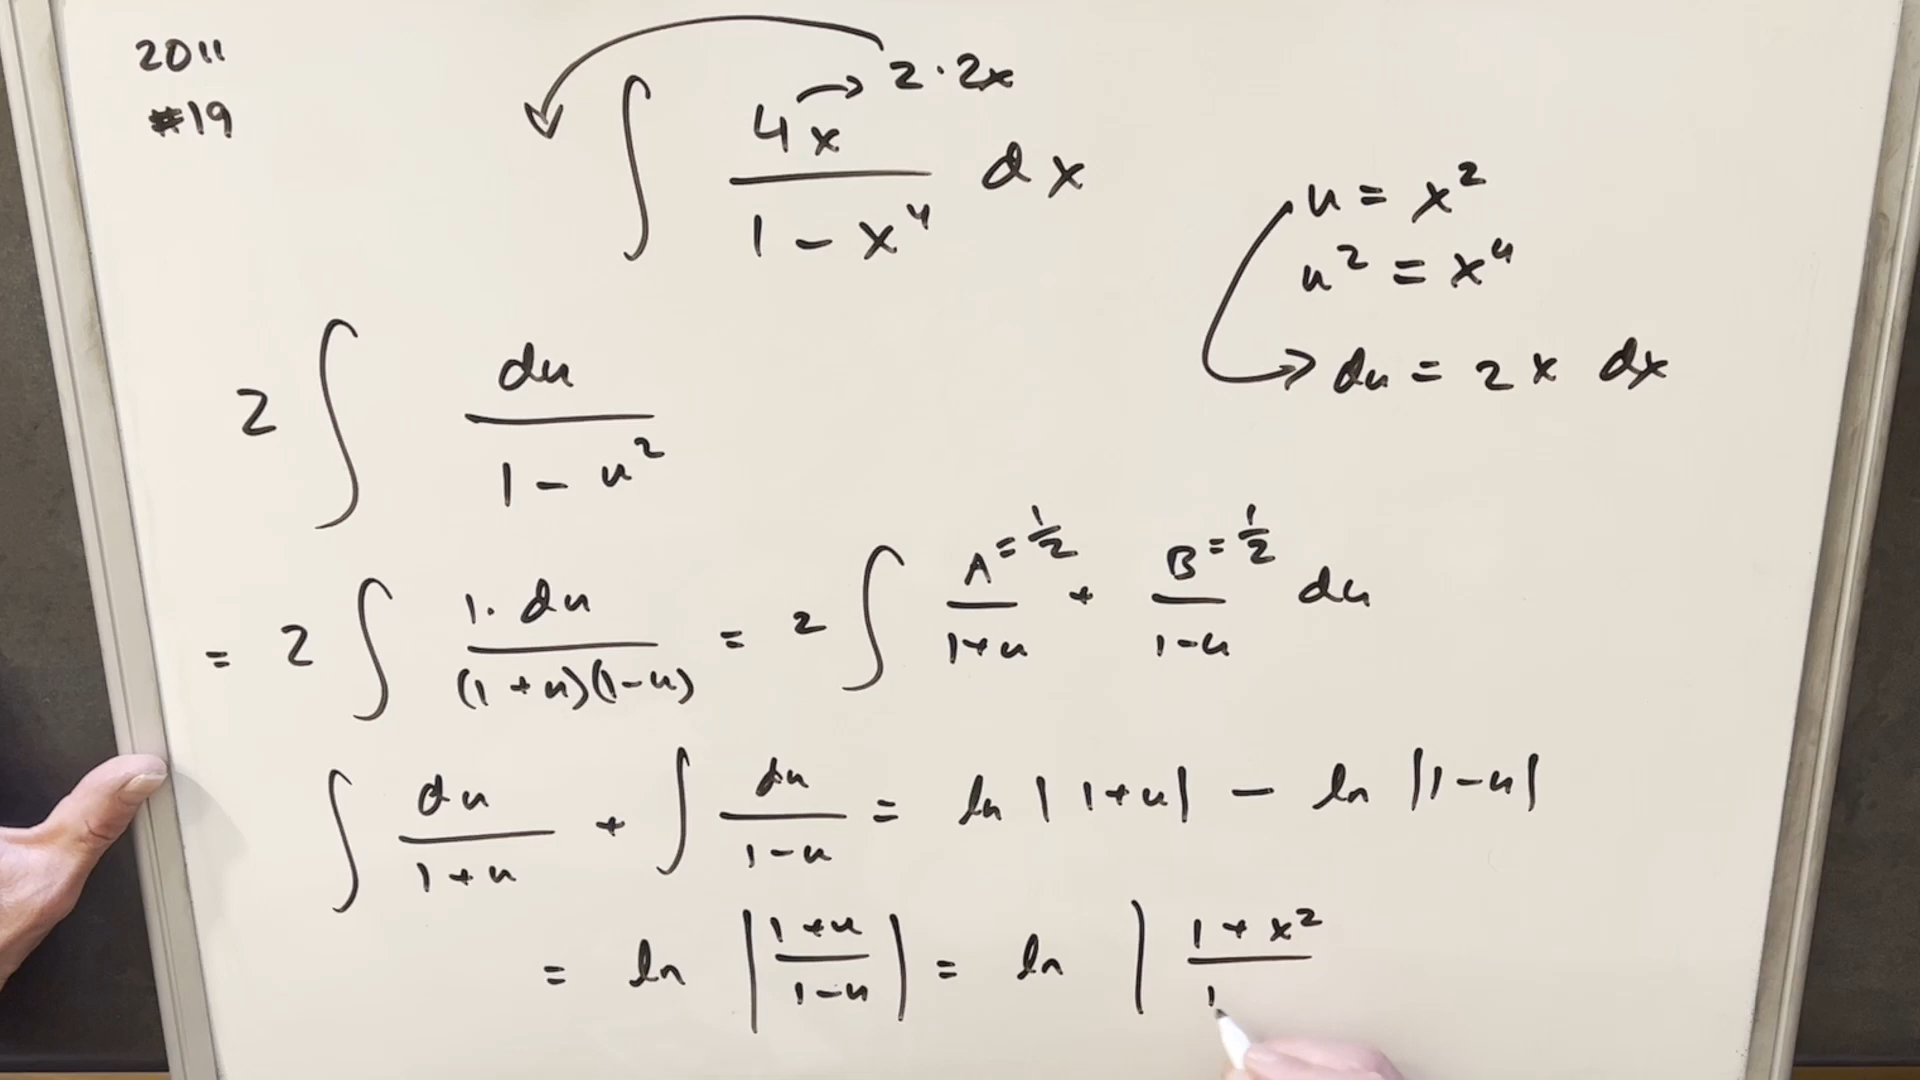 2011
#19
∫ 4x / (1 - x⁴) dx → 2 · 2x
u = x²
u² = x⁴
→ du = 2x dx
2 ∫ du / (1 - u²)
= 2 ∫ 1 · du / ((1 + u)(1 - u)) = 2 ∫ A = 1/2 / (1 + u) + B = 1/2 / (1 - u) du
∫ du / (1 + u) + ∫ du / (1 - u) = ln |1 + u| - ln |1 - u|
= ln | (1 + u) / (1 - u) | = ln | (1 + x²) / 1